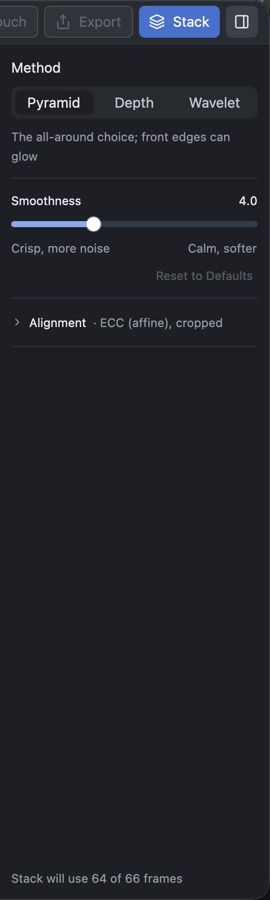 ouch Export Stack
Method
Pyramid Depth Wavelet
The all-around choice; front edges can
glow
Smoothness 4.0
Crisp, more noise Calm, softer
Reset to Defaults
Alignment · ECC (affine), cropped
Stack will use 64 of 66 frames